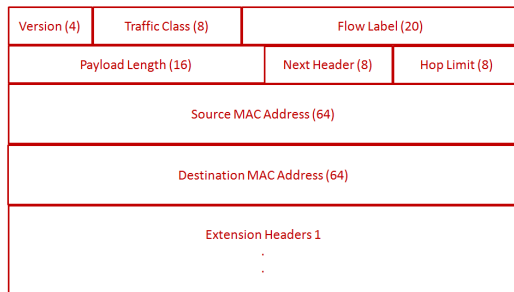 Version (4) Traffic Class (8) Flow Label (20)
Payload Length (16) Next Header (8) Hop Limit (8)
Source MAC Address (64)
Destination MAC Address (64)
Extension Headers 1
.
.